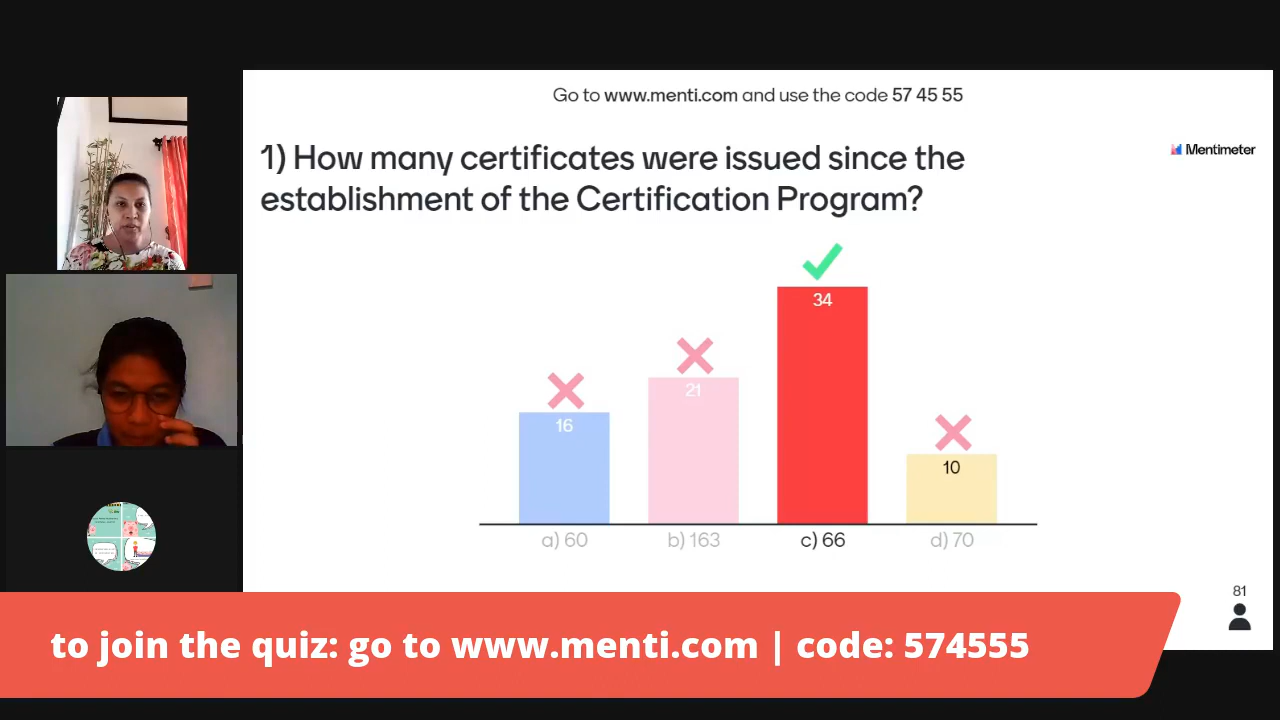 Go to www.menti.com and use the code 57 45 55
1) How many certificates were issued since the
establishment of the Certification Program?
Mentimeter
34
21
16
10
a) 60
b) 163
c) 66
d) 70
81
to join the quiz: go to www.menti.com | code: 574555